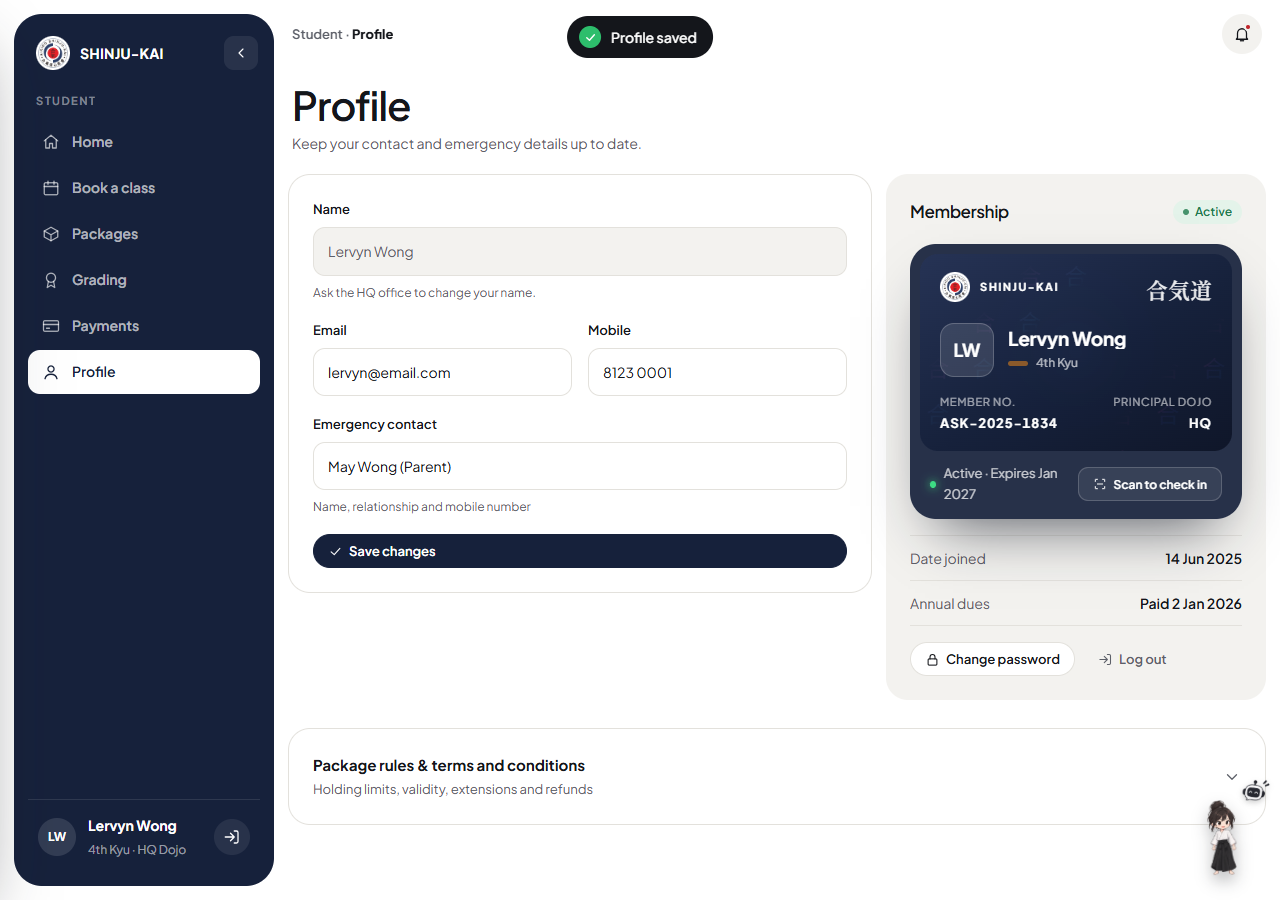 SHINJU-KAI
STUDENT
Home
Book a class
Packages
Grading
Payments
Profile
LW
Lervyn Wong
4th Kyu · HQ Dojo
Student · Profile
Profile saved
Profile
Keep your contact and emergency details up to date.
Name
Lervyn Wong
Ask the HQ office to change your name.
Email
Mobile
lervyn@email.com
8123 0001
Emergency contact
May Wong (Parent)
Name, relationship and mobile number
Save changes
Membership
Active
SHINJU-KAI
合気道
LW
Lervyn Wong
4th Kyu
MEMBER NO.
PRINCIPAL DOJO
ASK-2025-1834
HQ
Active · Expires Jan
2027
Scan to check in
Date joined
14 Jun 2025
Annual dues
Paid 2 Jan 2026
Change password
Log out
Package rules & terms and conditions
Holding limits, validity, extensions and refunds